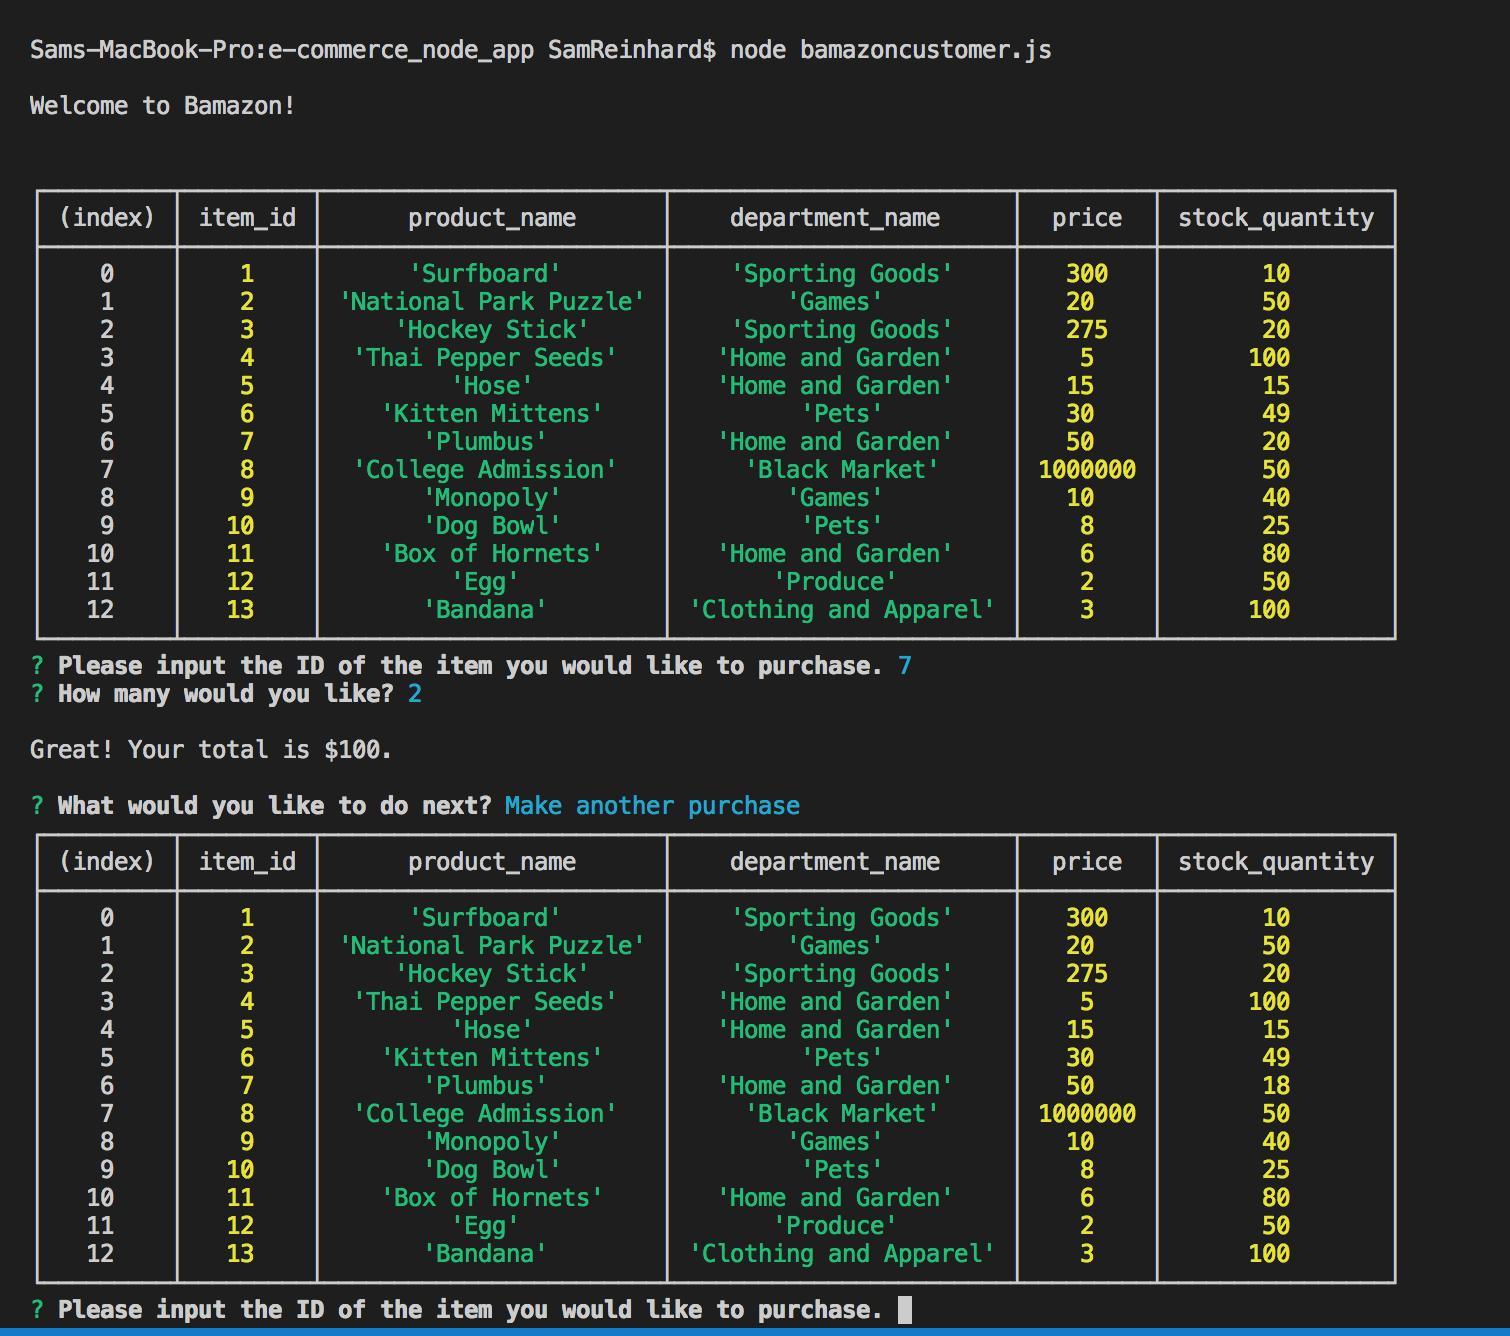 Sams-MacBook-Pro:e-commerce_node_app SamReinhard$ node bamazoncustomer.js
Welcome to Bamazon!
(index) item_id product_name department_name price stock_quantity
0 1 'Surfboard' 'Sporting Goods' 300 10
1 2 'National Park Puzzle' 'Games' 20 50
2 3 'Hockey Stick' 'Sporting Goods' 275 20
3 4 'Thai Pepper Seeds' 'Home and Garden' 5 100
4 5 'Hose' 'Home and Garden' 15 15
5 6 'Kitten Mittens' 'Pets' 30 49
6 7 'Plumbus' 'Home and Garden' 50 20
7 8 'College Admission' 'Black Market' 1000000 50
8 9 'Monopoly' 'Games' 10 40
9 10 'Dog Bowl' 'Pets' 8 25
10 11 'Box of Hornets' 'Home and Garden' 6 80
11 12 'Egg' 'Produce' 2 50
12 13 'Bandana' 'Clothing and Apparel' 3 100
? Please input the ID of the item you would like to purchase. 7
? How many would you like? 2
Great! Your total is $100.
? What would you like to do next? Make another purchase
(index) item_id product_name department_name price stock_quantity
0 1 'Surfboard' 'Sporting Goods' 300 10
1 2 'National Park Puzzle' 'Games' 20 50
2 3 'Hockey Stick' 'Sporting Goods' 275 20
3 4 'Thai Pepper Seeds' 'Home and Garden' 5 100
4 5 'Hose' 'Home and Garden' 15 15
5 6 'Kitten Mittens' 'Pets' 30 49
6 7 'Plumbus' 'Home and Garden' 50 18
7 8 'College Admission' 'Black Market' 1000000 50
8 9 'Monopoly' 'Games' 10 40
9 10 'Dog Bowl' 'Pets' 8 25
10 11 'Box of Hornets' 'Home and Garden' 6 80
11 12 'Egg' 'Produce' 2 50
12 13 'Bandana' 'Clothing and Apparel' 3 100
? Please input the ID of the item you would like to purchase.